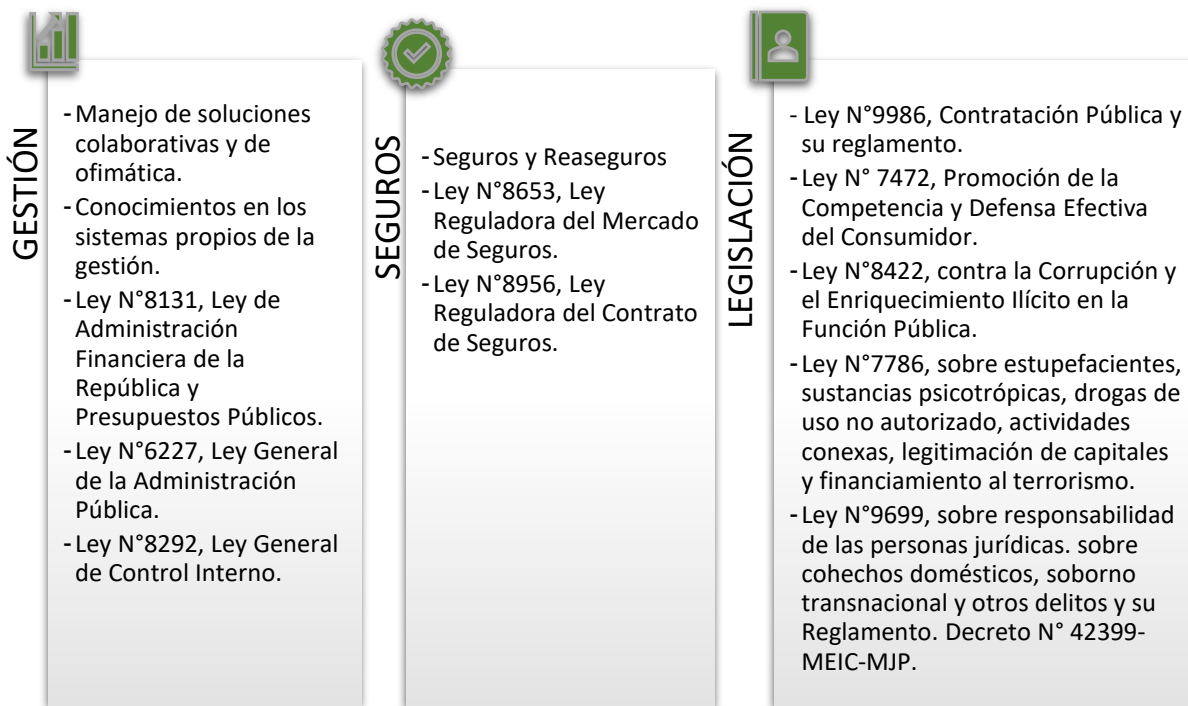 GESTIÓN
- Manejo de soluciones
colaborativas y de
ofimática.
- Conocimientos en los
sistemas propios de la
gestión.
- Ley N°8131, Ley de
Administración
Financiera de la
República y
Presupuestos Públicos.
- Ley N°6227, Ley General
de la Administración
Pública.
- Ley N°8292, Ley General
de Control Interno.
SEGUROS
- Seguros y Reaseguros
- Ley N°8653, Ley
Reguladora del Mercado
de Seguros.
- Ley N°8956, Ley
Reguladora del Contrato
de Seguros.
LEGISLACIÓN
- Ley N°9986, Contratación Pública y
su reglamento.
- Ley N° 7472, Promoción de la
Competencia y Defensa Efectiva
del Consumidor.
- Ley N°8422, contra la Corrupción y
el Enriquecimiento Ilícito en la
Función Pública.
- Ley N°7786, sobre estupefacientes,
sustancias psicotrópicas, drogas de
uso no autorizado, actividades
conexas, legitimación de capitales
y financiamiento al terrorismo.
- Ley N°9699, sobre responsabilidad
de las personas jurídicas. sobre
cohechos domésticos, soborno
transnacional y otros delitos y su
Reglamento. Decreto N° 42399-
MEIC-MJP.